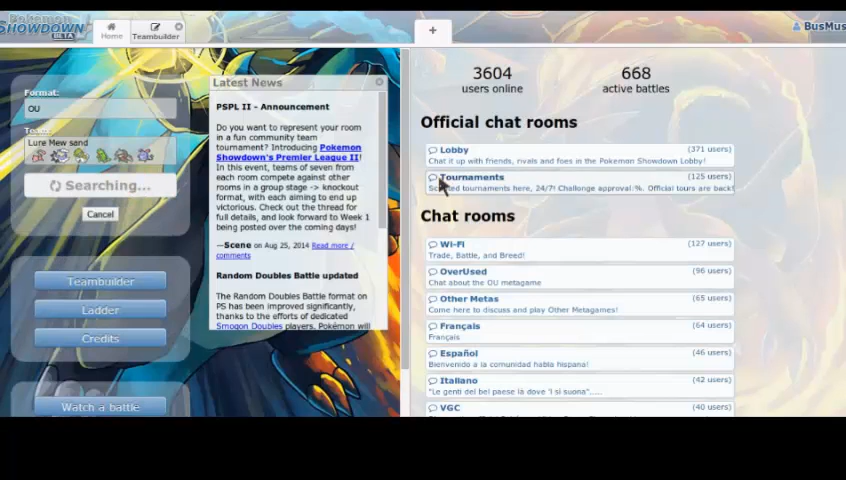 Pokemon
SHOWDOWN
BETA
Home
Teambuilder
+
BusMus
Format:
OU
Team:
Lure Mew sand
Searching...
Cancel
Teambuilder
Ladder
Credits
Watch a battle
Latest News
PSPL II - Announcement
Do you want to represent your room
in a fun community team
tournament? Introducing Pokemon
Showdown's Premier League II!
In this event, teams of seven from
each room compete against other
rooms in a group stage -> knockout
format, with each aiming to end up
victorious. Check out the thread for
full details, and look forward to Week 1
being posted over the coming days!
—Scene on Aug 25, 2014 Read more /
comments
Random Doubles Battle updated
The Random Doubles Battle format on
PS has been improved significantly,
thanks to the efforts of dedicated
Smogon Doubles players. Pokémon will
3604
users online
668
active battles
Official chat rooms
Lobby (371 users)
Chat it up with friends, rivals and foes in the Pokemon Showdown Lobby!
Tournaments (125 users)
tournaments here, 24/7! Challonge approval:%. Official tours are back!
Chat rooms
Wi-Fi (127 users)
Trade, Battle, and Breed!
OverUsed (96 users)
Chat about the OU metagame
Other Metas (65 users)
Come here to discuss and play Other Metagames!
Français (64 users)
Français
Español (46 users)
Bienvenido a la comunidad habla hispana!
Italiano (42 users)
"Le genti del bel paese là dove 'l sì suona".....
VGC (40 users)